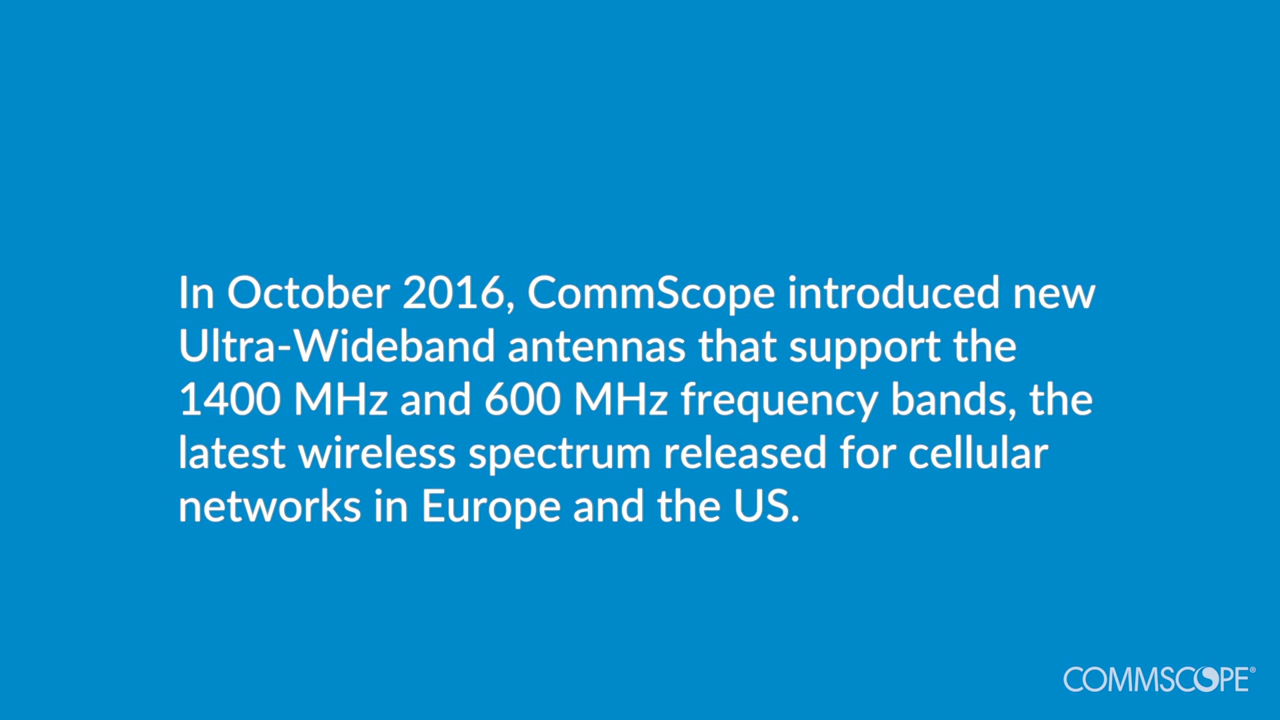 In October 2016, CommScope introduced new
Ultra-Wideband antennas that support the
1400 MHz and 600 MHz frequency bands, the
latest wireless spectrum released for cellular
networks in Europe and the US.
COMMSCOPE®